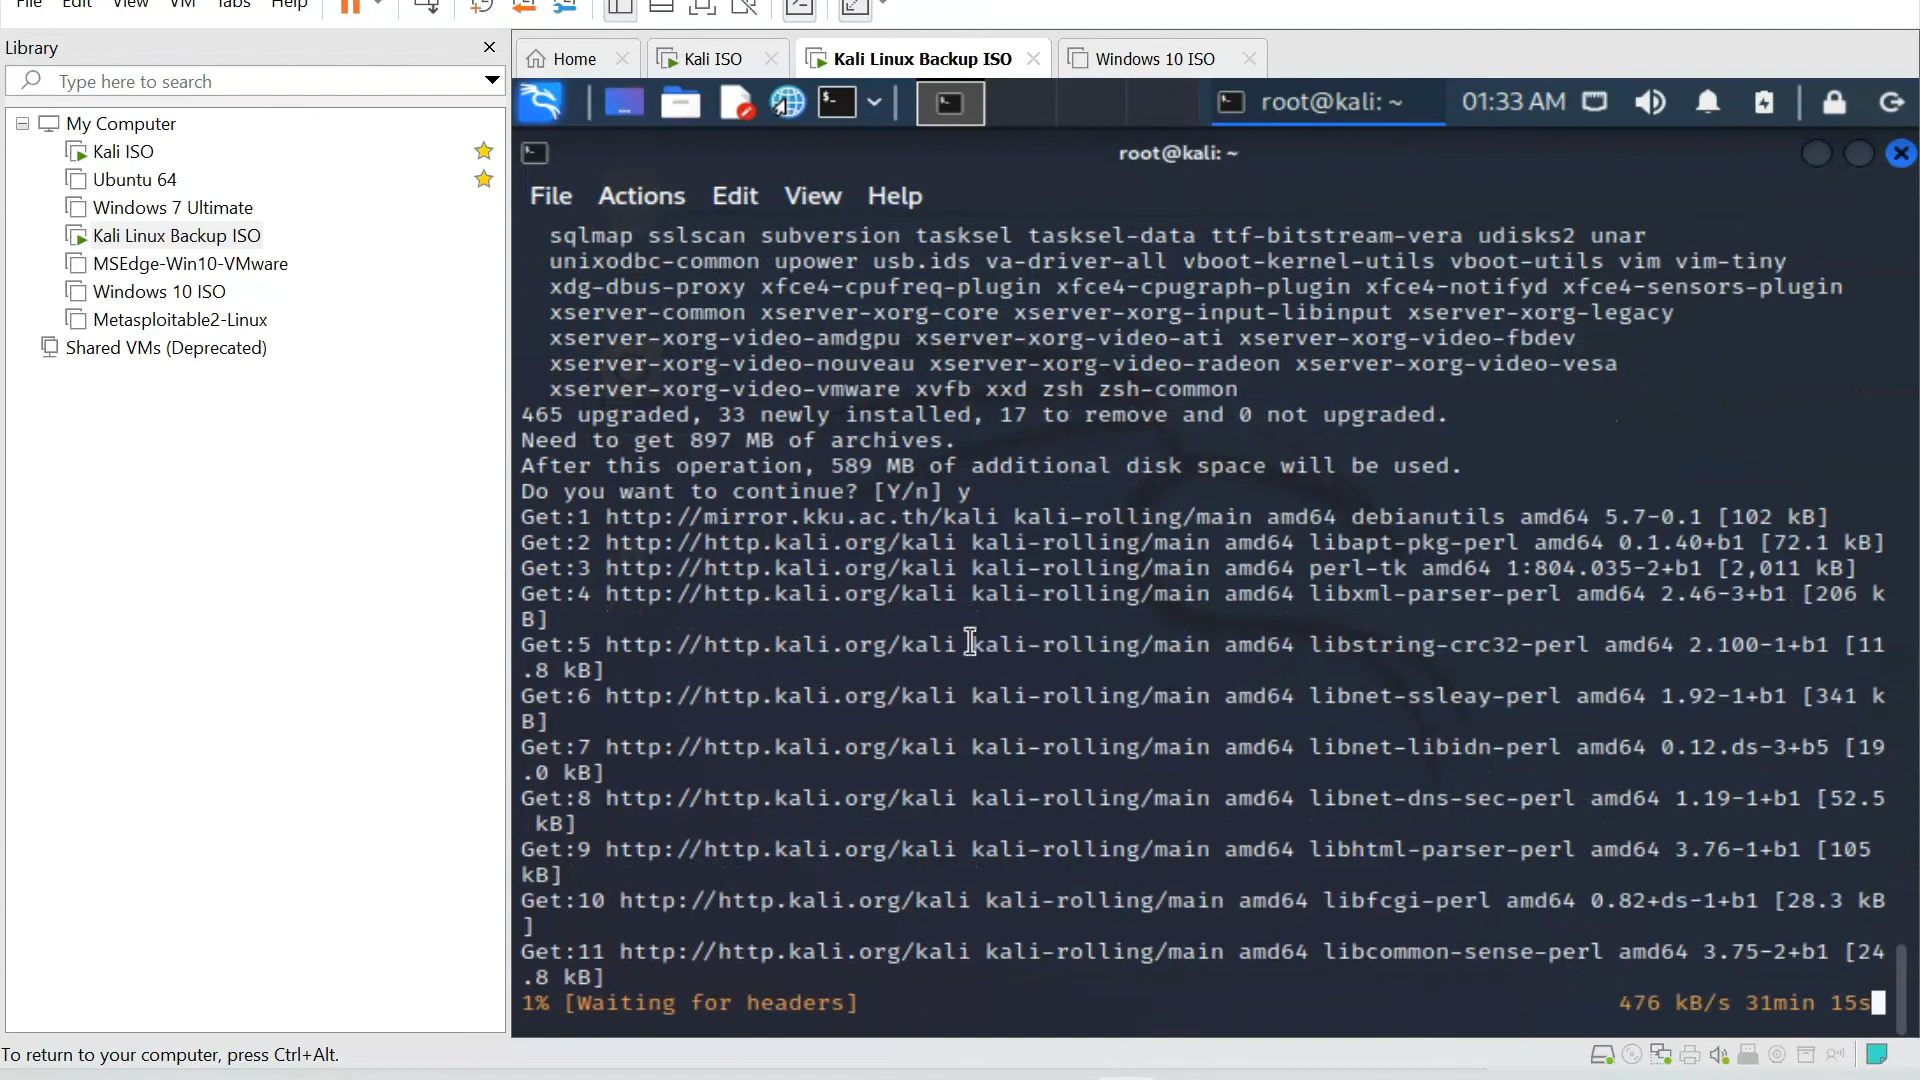 File Edit View VM Tabs Help
Library
Type here to search
My Computer
Kali ISO
Ubuntu 64
Windows 7 Ultimate
Kali Linux Backup ISO
MSEdge-Win10-VMware
Windows 10 ISO
Metasploitable2-Linux
Shared VMs (Deprecated)
Home Kali ISO Kali Linux Backup ISO Windows 10 ISO
root@kali: ~ 01:33 AM
root@kali: ~
File Actions Edit View Help
sqlmap sslscan subversion tasksel tasksel-data ttf-bitstream-vera udisks2 unar
unixodbc-common upower usb.ids va-driver-all vboot-kernel-utils vboot-utils vim vim-tiny
xdg-dbus-proxy xfce4-cpufreq-plugin xfce4-cpugraph-plugin xfce4-notifyd xfce4-sensors-plugin
xserver-common xserver-xorg-core xserver-xorg-input-libinput xserver-xorg-legacy
xserver-xorg-video-amdgpu xserver-xorg-video-ati xserver-xorg-video-fbdev
xserver-xorg-video-nouveau xserver-xorg-video-radeon xserver-xorg-video-vesa
xserver-xorg-video-vmware xvfb xxd zsh zsh-common
465 upgraded, 33 newly installed, 17 to remove and 0 not upgraded.
Need to get 897 MB of archives.
After this operation, 589 MB of additional disk space will be used.
Do you want to continue? [Y/n] y
Get:1 http://mirror.kku.ac.th/kali kali-rolling/main amd64 debianutils amd64 5.7-0.1 [102 kB]
Get:2 http://http.kali.org/kali kali-rolling/main amd64 libapt-pkg-perl amd64 0.1.40+b1 [72.1 kB]
Get:3 http://http.kali.org/kali kali-rolling/main amd64 perl-tk amd64 1:804.035-2+b1 [2,011 kB]
Get:4 http://http.kali.org/kali kali-rolling/main amd64 libxml-parser-perl amd64 2.46-3+b1 [206 k
B]
Get:5 http://http.kali.org/kali kali-rolling/main amd64 libstring-crc32-perl amd64 2.100-1+b1 [11
.8 kB]
Get:6 http://http.kali.org/kali kali-rolling/main amd64 libnet-ssleay-perl amd64 1.92-1+b1 [341 k
B]
Get:7 http://http.kali.org/kali kali-rolling/main amd64 libnet-libidn-perl amd64 0.12.ds-3+b5 [19
.0 kB]
Get:8 http://http.kali.org/kali kali-rolling/main amd64 libnet-dns-sec-perl amd64 1.19-1+b1 [52.5
kB]
Get:9 http://http.kali.org/kali kali-rolling/main amd64 libhtml-parser-perl amd64 3.76-1+b1 [105
kB]
Get:10 http://http.kali.org/kali kali-rolling/main amd64 libfcgi-perl amd64 0.82+ds-1+b1 [28.3 kB
]
Get:11 http://http.kali.org/kali kali-rolling/main amd64 libcommon-sense-perl amd64 3.75-2+b1 [24
.8 kB]
1% [Waiting for headers] 476 kB/s 31min 15s
To return to your computer, press Ctrl+Alt.